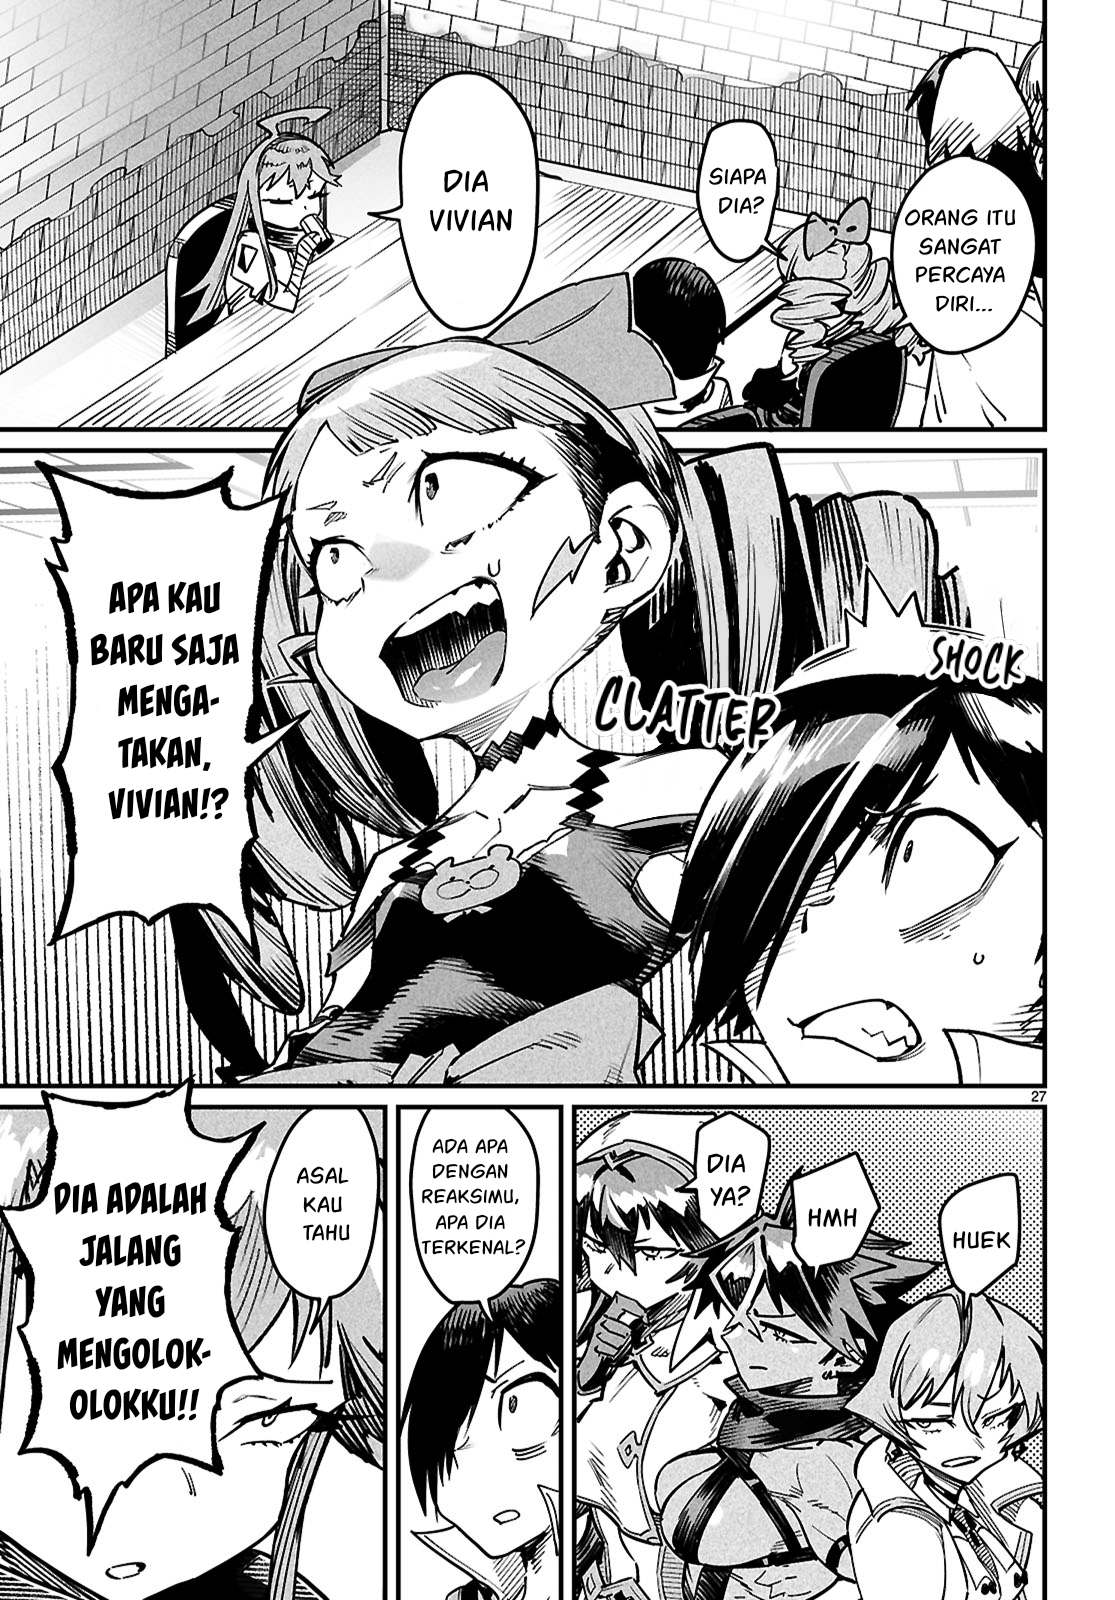 ORANG ITU
SANGAT
PERCAYA
DIRI...
SIAPA
DIA?
DIA
VIVIAN
SHOCK
CLATTER
APA KAU
BARU SAJA
MENGA-
TAKAN,
VIVIAN!?
27
HUEK
HMH
DIA
YA?
ADA APA
DENGAN
REAKSIMU,
APA DIA
TERKENAL?
ASAL
KAU
TAHU
DIA ADALAH
JALANG
YANG
MENGOLOK-
OLOKKU!!